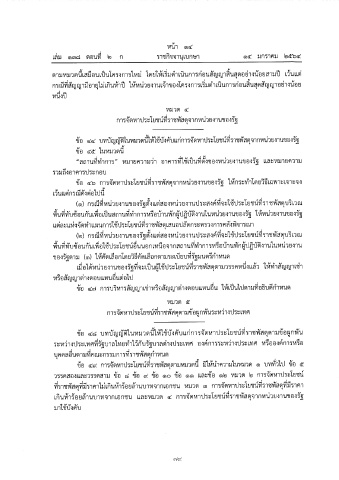 หน้า ๑๔
เล่ม ๑๓๘ ตอนที่ ๒ ก ราชกิจจานุเบกษา ๑๔ มกราคม ๒๕๖๔
ตามหมวดนี้เสมือนเป็นโครงการใหม่ โดยให้เริ่มดำเนินการก่อนสัญญาสิ้นสุดอย่างน้อยสามปี เว้นแต่
กรณีที่สัญญามีอายุไม่เกินห้าปี ให้หน่วยงานเจ้าของโครงการเริ่มดำเนินการก่อนสิ้นสุดสัญญาอย่างน้อย
หนึ่งปี
หมวด ๔
การจัดหาประโยชน์ที่ราชพัสดุจากหน่วยงานของรัฐ
ข้อ ๔๔ บทบัญญัติในหมวดนี้ให้ใช้บังคับแก่การจัดหาประโยชน์ที่ราชพัสดุจากหน่วยงานของรัฐ
ข้อ ๔๕ ในหมวดนี้
“สถานที่ทำการ” หมายความว่า อาคารที่ใช้เป็นที่ตั้งของหน่วยงานของรัฐ และหมายความ
รวมถึงอาคารประกอบ
ข้อ ๔๖ การจัดหาประโยชน์ที่ราชพัสดุจากหน่วยงานของรัฐ ให้กระทำโดยวิธีเฉพาะเจาะจง
เว้นแต่กรณีดังต่อไปนี้
(๑) กรณีที่หน่วยงานของรัฐตั้งแต่สองหน่วยงานประสงค์ที่จะใช้ประโยชน์ที่ราชพัสดุบริเวณ
พื้นที่ทับซ้อนกันเพื่อเป็นสถานที่ทำการหรือบ้านพักผู้ปฏิบัติงานในหน่วยงานของรัฐ ให้หน่วยงานของรัฐ
แต่ละแห่งจัดทำแผนการใช้ประโยชน์ที่ราชพัสดุเสนอปลัดกระทรวงการคลังพิจารณา
(๒) กรณีที่หน่วยงานของรัฐตั้งแต่สองหน่วยงานประสงค์ที่จะใช้ประโยชน์ที่ราชพัสดุบริเวณ
พื้นที่ทับซ้อนกันเพื่อใช้ประโยชน์อื่นนอกเหนือจากสถานที่ทำการหรือบ้านพักผู้ปฏิบัติงานในหน่วยงาน
ของรัฐตาม (๑) ให้คัดเลือกโดยวิธีคัดเลือกตามระเบียบที่รัฐมนตรีกำหนด
เมื่อได้หน่วยงานของรัฐที่จะเป็นผู้ใช้ประโยชน์ที่ราชพัสดุตามวรรคหนึ่งแล้ว ให้ทำสัญญาเช่า
หรือสัญญาต่างตอบแทนอื่นต่อไป
ข้อ ๔๗ การบริหารสัญญาเช่าหรือสัญญาต่างตอบแทนอื่น ให้เป็นไปตามที่อธิบดีกำหนด
หมวด ๕
การจัดหาประโยชน์ที่ราชพัสดุตามข้อผูกพันระหว่างประเทศ
ข้อ ๔๘ บทบัญญัติในหมวดนี้ให้ใช้บังคับแก่การจัดหาประโยชน์ที่ราชพัสดุตามข้อผูกพัน
ระหว่างประเทศที่รัฐบาลไทยทำไว้กับรัฐบาลต่างประเทศ องค์การระหว่างประเทศ หรือองค์การหรือ
บุคคลอื่นตามที่คณะกรรมการที่ราชพัสดุกำหนด
ข้อ ๔๙ การจัดหาประโยชน์ที่ราชพัสดุตามหมวดนี้ มิให้นำความในหมวด ๑ บททั่วไป ข้อ ๕
วรรคสองและวรรคสาม ข้อ ๘ ข้อ ๙ ข้อ ๑๐ ข้อ ๑๑ และข้อ ๑๒ หมวด ๒ การจัดหาประโยชน์
ที่ราชพัสดุที่มีราคาไม่เกินห้าร้อยล้านบาทจากเอกชน หมวด ๓ การจัดหาประโยชน์ที่ราชพัสดุที่มีราคา
เกินห้าร้อยล้านบาทจากเอกชน และหมวด ๔ การจัดหาประโยชน์ที่ราชพัสดุจากหน่วยงานของรัฐ
มาใช้บังคับ